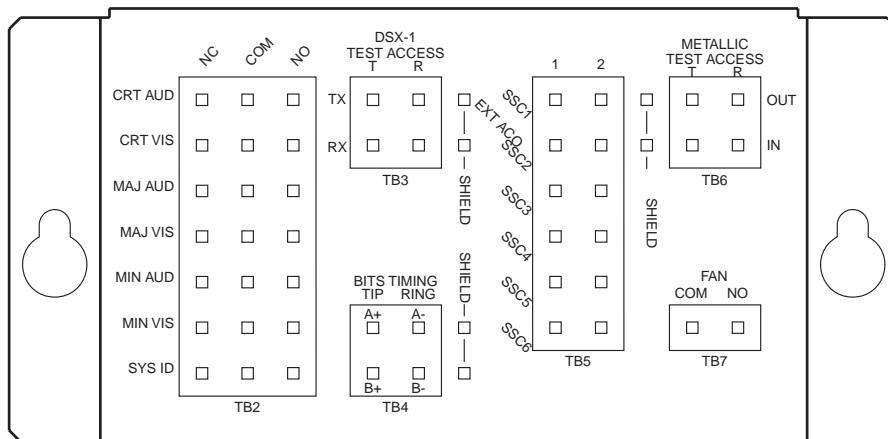 NC COM NO
CRT AUD
CRT VIS
MAJ AUD
MAJ VIS
MIN AUD
MIN VIS
SYS ID
TB2
DSX-1
TEST ACCESS
T R
TX
RX
TB3
SHIELD
BITS TIMING
TIP RING
A+ A-
B+ B-
TB4
SHIELD
EXT ACO
1 2
SSC1
SSC2
SSC3
SSC4
SSC5
SSC6
TB5
SHIELD
METALLIC
TEST ACCESS
T R
OUT
IN
TB6
FAN
COM NO
TB7